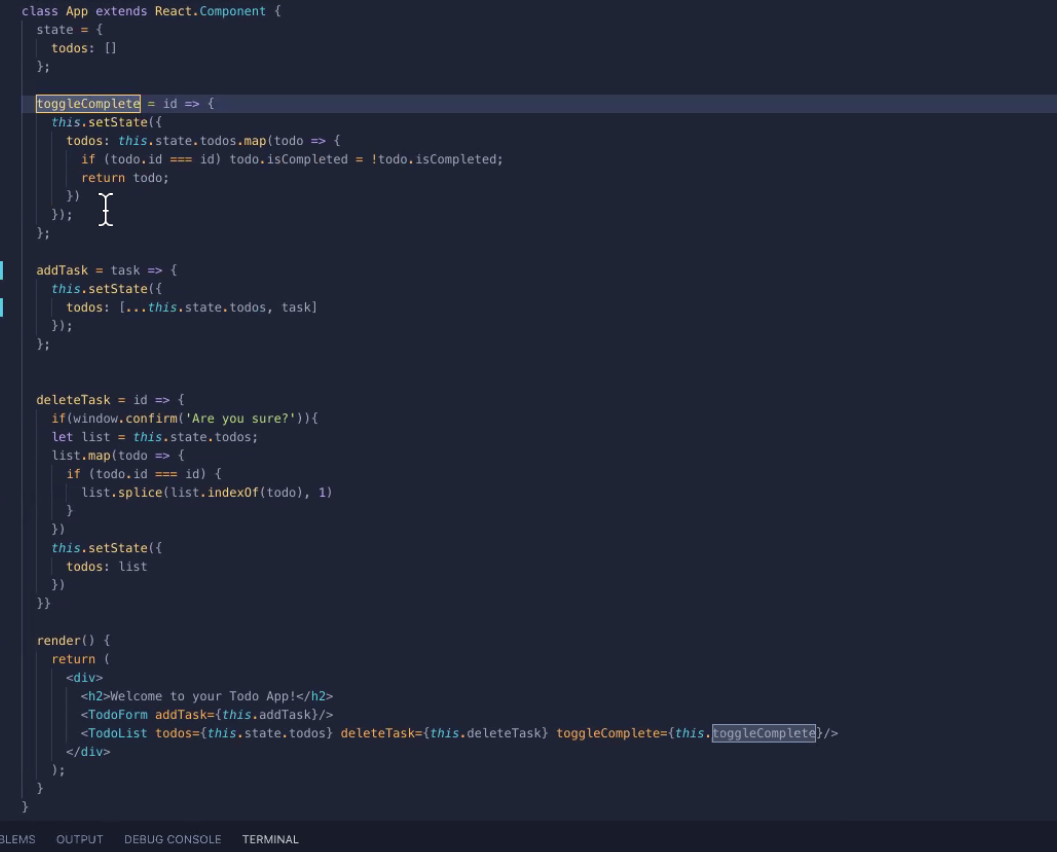 class App extends React.Component {
state = {
todos: []
};
toggleComplete = id => {
this.setState({
todos: this.state.todos.map(todo => {
if (todo.id === id) todo.isCompleted = !todo.isCompleted;
return todo;
})
});
};
addTask = task => {
this.setState({
todos: [...this.state.todos, task]
});
};
deleteTask = id => {
if(window.confirm('Are you sure?')){
let list = this.state.todos;
list.map(todo => {
if (todo.id === id) {
list.splice(list.indexOf(todo), 1)
}
})
this.setState({
todos: list
})
}}
render() {
return (
<div>
<h2>Welcome to your Todo App!</h2>
<TodoForm addTask={this.addTask}/>
<TodoList todos={this.state.todos} deleteTask={this.deleteTask} toggleComplete={this.toggleComplete}/>
</div>
);
}
}
BLEMS OUTPUT DEBUG CONSOLE TERMINAL